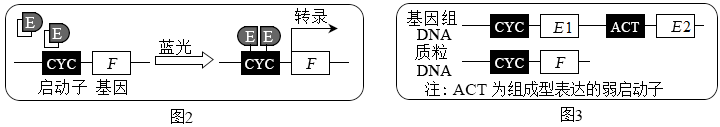 E
E
CYC F
启动子 基因
蓝光
E E
转录
CYC F
图2
基因组
DNA
CYC E1 ACT E2
质粒
DNA
CYC F
注：ACT 为组成型表达的弱启动子
图3